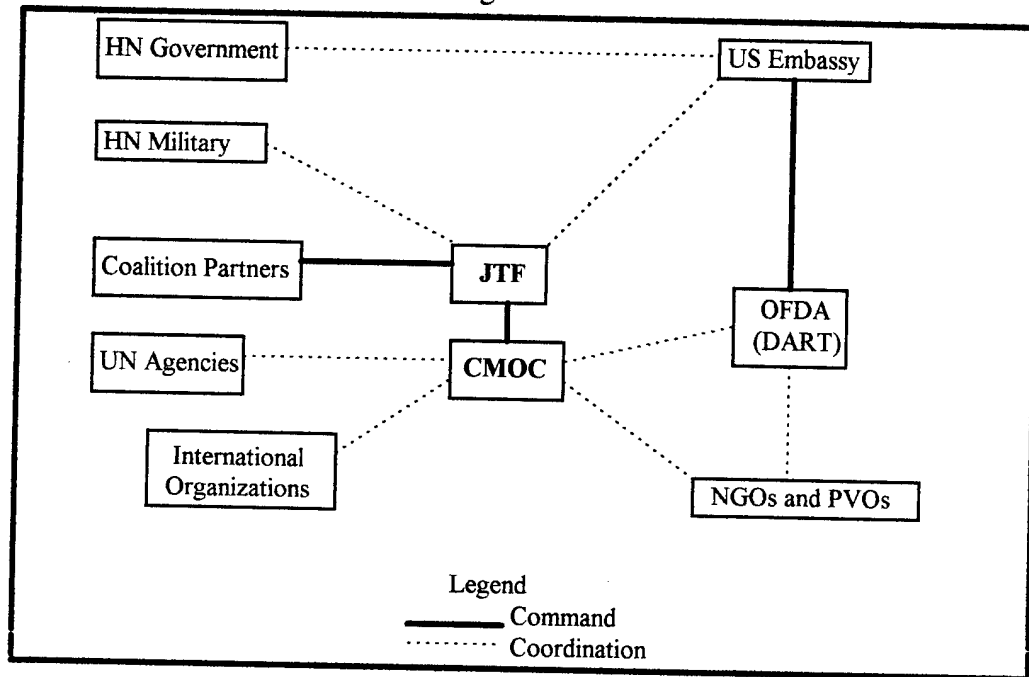 HN Government
US Embassy
HN Military
Coalition Partners
JTF
OFDA
(DART)
UN Agencies
CMOC
International
Organizations
NGOs and PVOs
Legend
Command
Coordination